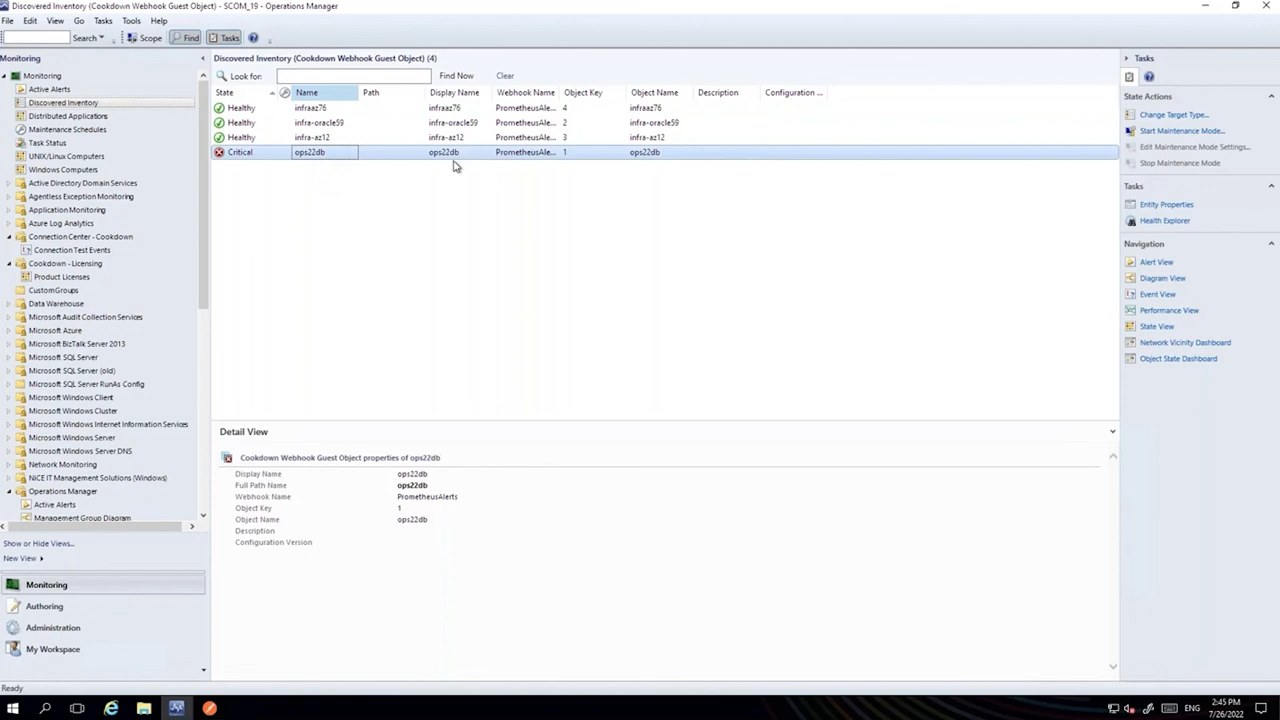 Discovered Inventory (Cookdown Webhook Guest Object) - SCOM_19 - Operations Manager
File Edit View Go Tasks Tools Help
Search Scope Find Tasks
Monitoring
Monitoring
Active Alerts
Discovered Inventory
Distributed Applications
Maintenance Schedules
Task Status
UNIX/Linux Computers
Windows Computers
Active Directory Domain Services
Agentless Exception Monitoring
Application Monitoring
Azure Log Analytics
Connection Center - Cookdown
Connection Test Events
Cookdown - Licensing
Product Licenses
CustomGroups
Data Warehouse
Microsoft Audit Collection Services
Microsoft Azure
Microsoft BizTalk Server 2013
Microsoft SQL Server
Microsoft SQL Server (old)
Microsoft SQL Server RunAs Config
Microsoft Windows Client
Microsoft Windows Cluster
Microsoft Windows Internet Information Services
Microsoft Windows Server
Microsoft Windows Server DNS
Network Monitoring
NiCE IT Management Solutions (Windows)
Operations Manager
Active Alerts
Management Group Diagram
Show or Hide Views...
New View
Monitoring
Authoring
Administration
My Workspace
Discovered Inventory (Cookdown Webhook Guest Object) (4)
Look for: Find Now Clear
State Name Path Display Name Webhook Name Object Key Object Name Description Configuration ...
Healthy infraaz76 infraaz76 PrometheusAle... 4 infraaz76
Healthy infra-oracle59 infra-oracle59 PrometheusAle... 2 infra-oracle59
Healthy infra-az12 infra-az12 PrometheusAle... 3 infra-az12
Critical ops22db ops22db PrometheusAle... 1 ops22db
Detail View
Cookdown Webhook Guest Object properties of ops22db
Display Name ops22db
Full Path Name ops22db
Webhook Name PrometheusAlerts
Object Key 1
Object Name ops22db
Description
Configuration Version
Tasks
State Actions
Change Target Type...
Start Maintenance Mode...
Edit Maintenance Mode Settings...
Stop Maintenance Mode
Tasks
Entity Properties
Health Explorer
Navigation
Alert View
Diagram View
Event View
Performance View
State View
Network Vicinity Dashboard
Object State Dashboard
Ready
ENG
2:45 PM
7/26/2022